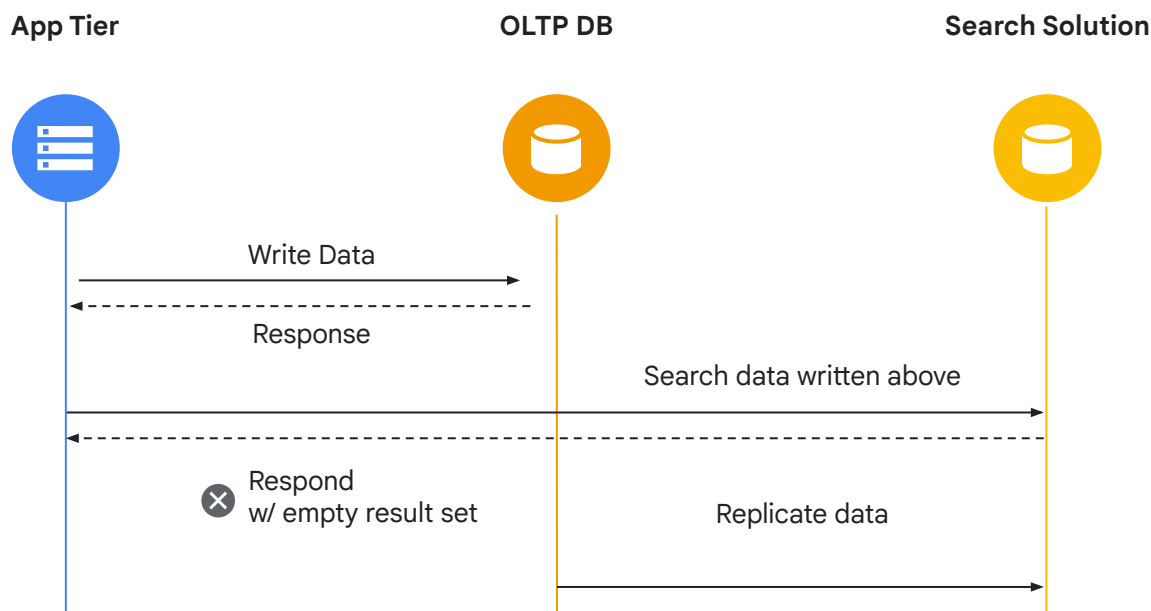 App Tier
OLTP DB
Search Solution
Write Data
Response
Search data written above
Respond
w/ empty result set
Replicate data